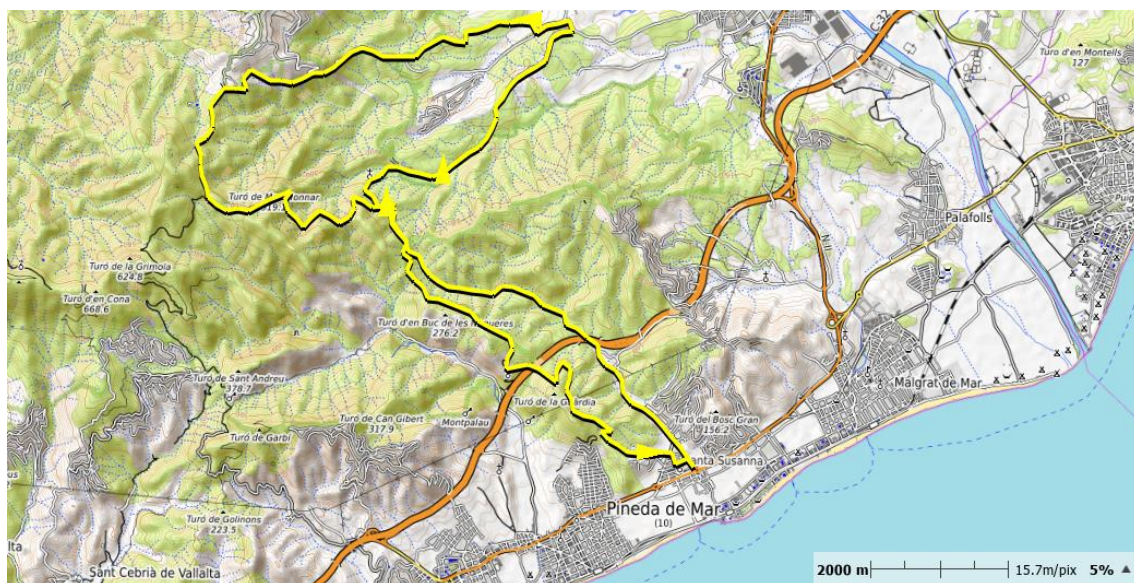 C-32
Turó d'en Montells
127
Turó de M
onnar
Palafolls
N-II
Turó de la Grimola
624.8
Turó d'en Cona
668.6
Turó d'en Buc de les
276.2
Turó de Sant Andreu
378.7
Malgrat de Mar
Turó de la Guàrdia
Turó de Can Gibert
317.9
Montpalau
Turó del Bosc Gran
156.2
Turó de Garbí
anta Susanna
Pineda de Mar
(10)
Turó de Golinons
223.5
Sant Cebrià de Vallalta
2000 m
15.7m/pix
5%